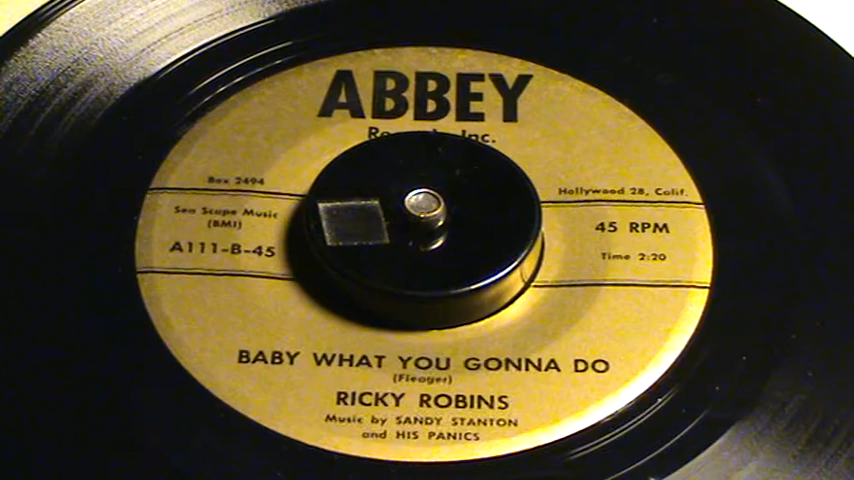 ABBEY
Inc.
Box 2494
Hollywood 28, Calif.
Sea Scape Music
(BMI)
45 RPM
A111-B-45
Time 2:20
BABY WHAT YOU GONNA DO
(Fleager)
RICKY ROBINS
Music by SANDY STANTON
and HIS PANICS